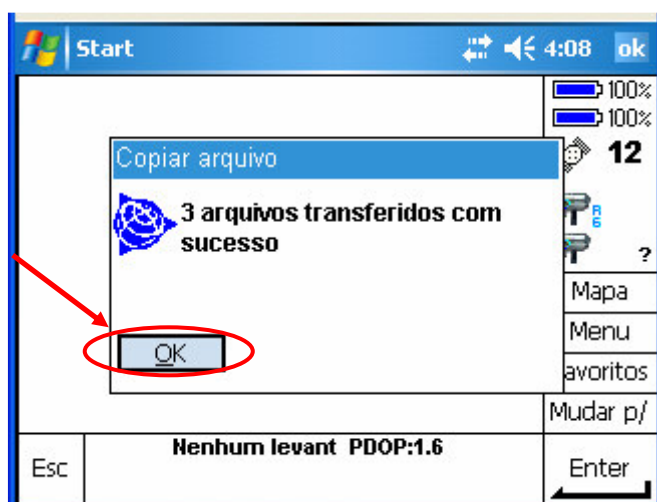 Start 4:08 ok
100%
100%
Copiar arquivo
12
3 arquivos transferidos com
sucesso
R
6
?
Mapa
OK
Menu
avoritos
Mudar p/
Nenhum levant PDOP:1.6
Esc
Enter